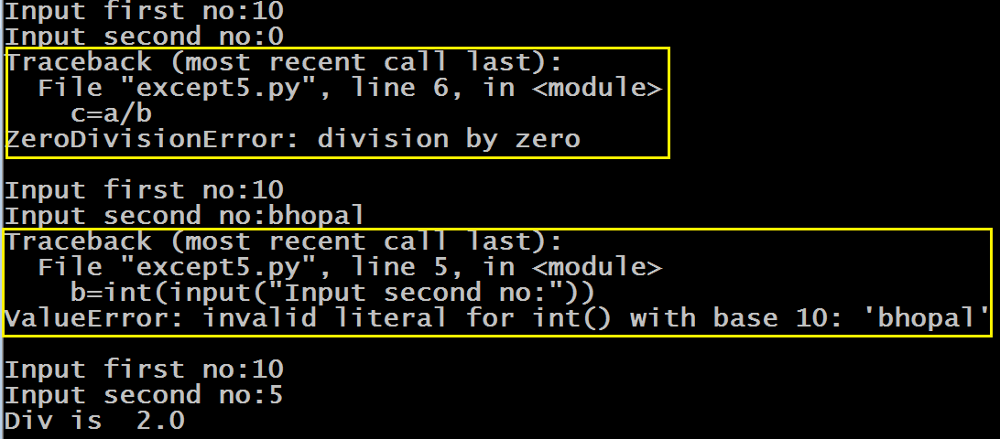 Input first no:10
Input second no:0
Traceback (most recent call last):
  File "except5.py", line 6, in <module>
    c=a/b
ZeroDivisionError: division by zero
Input first no:10
Input second no:bhopal
Traceback (most recent call last):
  File "except5.py", line 5, in <module>
    b=int(input("Input second no:"))
ValueError: invalid literal for int() with base 10: 'bhopal'
Input first no:10
Input second no:5
Div is  2.0